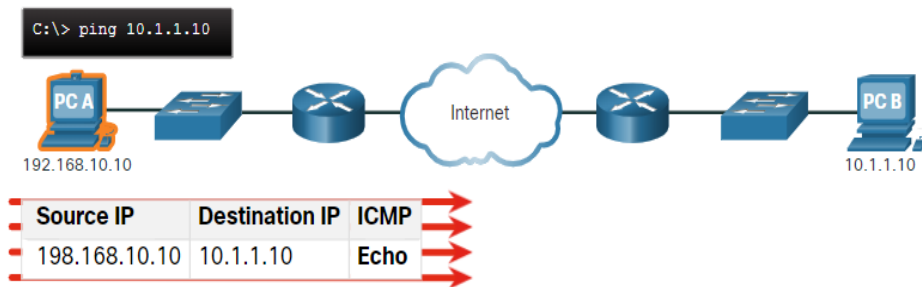 C:\> ping 10.1.1.10
PC A
Internet
PC B
192.168.10.10
10.1.1.10
Source IP Destination IP ICMP
198.168.10.10 10.1.1.10 Echo